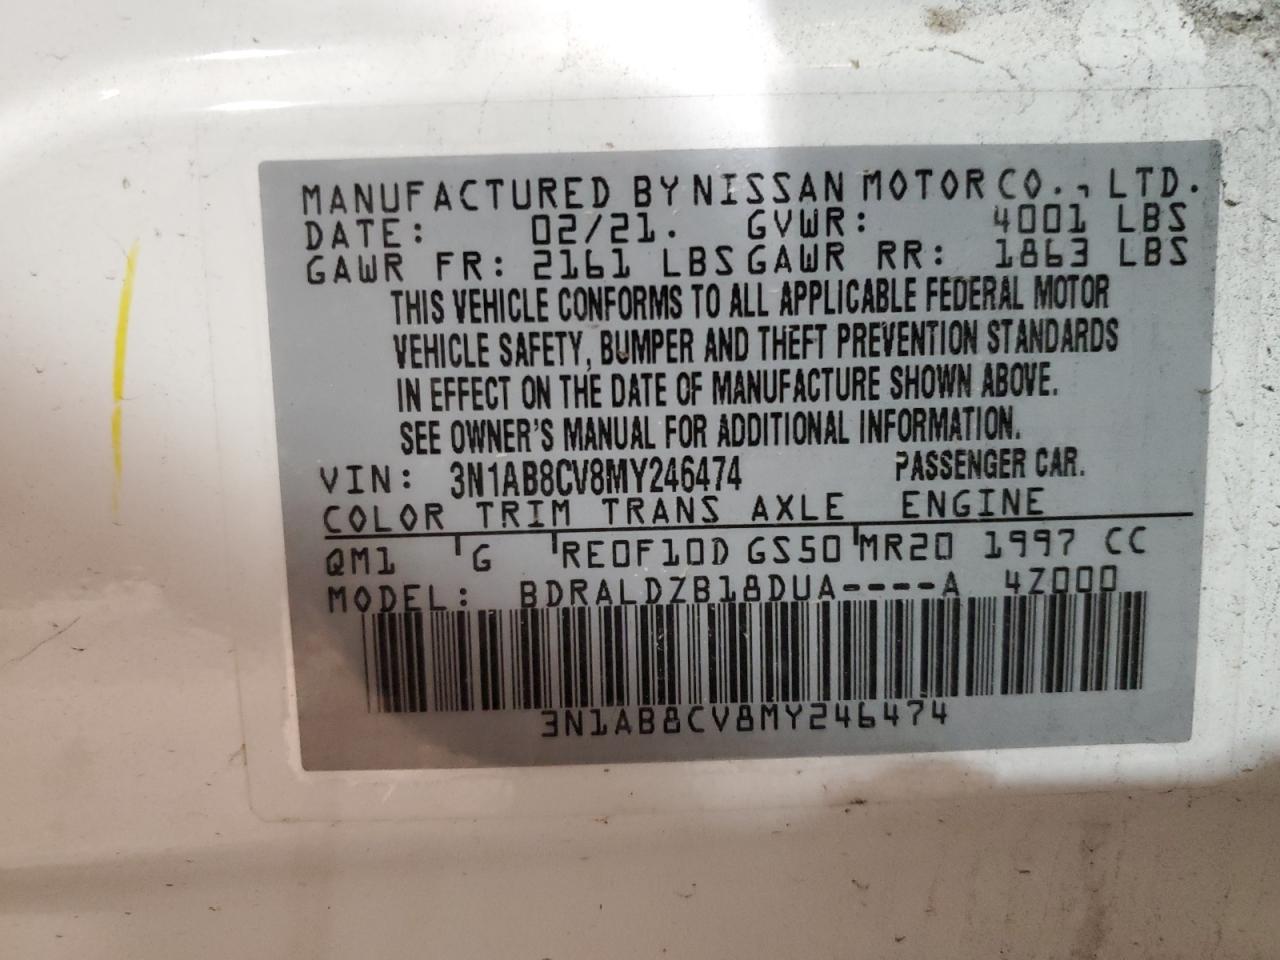 MANUFACTURED BY NISSAN MOTOR CO., LTD.
DATE: 02/21. GVWR: 4001 LBS
GAWR FR: 2161 LBS GAWR RR: 1863 LBS
THIS VEHICLE CONFORMS TO ALL APPLICABLE FEDERAL MOTOR
VEHICLE SAFETY, BUMPER AND THEFT PREVENTION STANDARDS
IN EFFECT ON THE DATE OF MANUFACTURE SHOWN ABOVE.
SEE OWNER'S MANUAL FOR ADDITIONAL INFORMATION.
VIN: 3N1AB8CV8MY246474 PASSENGER CAR.
COLOR TRIM TRANS AXLE ENGINE
QM1 G RE0F10D GS50 MR20 1997 CC
MODEL: BDRALDZB18DUA----A 4Z000
3N1AB8CV8MY246474